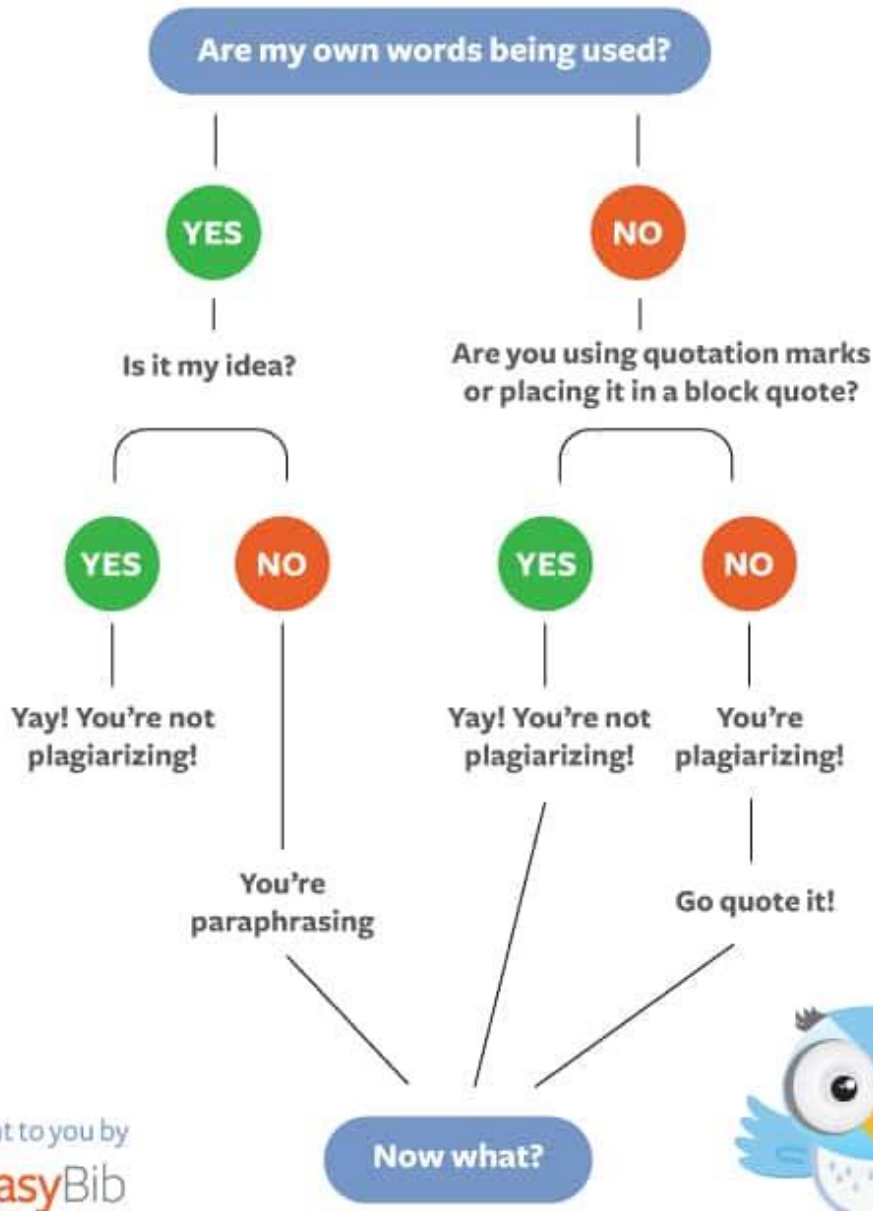 Are my own words being used?
YES
NO
Is it my idea?
Are you using quotation marks
or placing it in a block quote?
YES
NO
YES
NO
Yay! You're not
plagiarizing!
Yay! You're not
plagiarizing!
You're
plagiarizing!
You're
paraphrasing
Go quote it!
Now what?
to you by
asyBib